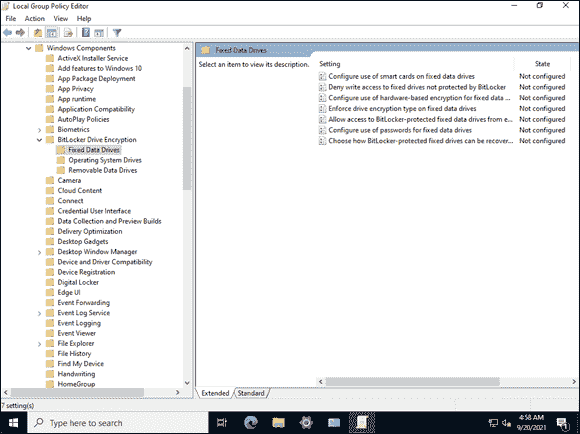 Local Group Policy Editor
File Action View Help
Windows Components
ActiveX Installer Service
Add features to Windows 10
App Package Deployment
App Privacy
App runtime
Application Compatibility
AutoPlay Policies
Biometrics
BitLocker Drive Encryption
Fixed Data Drives
Operating System Drives
Removable Data Drives
Camera
Cloud Content
Connect
Credential User Interface
Data Collection and Preview Builds
Delivery Optimization
Desktop Gadgets
Desktop Window Manager
Device and Driver Compatibility
Device Registration
Digital Locker
Edge UI
Event Forwarding
Event Log Service
Event Logging
Event Viewer
File Explorer
File History
Find My Device
Handwriting
HomeGroup
Fixed Data Drives
Select an item to view its description.
Setting State
Configure use of smart cards on fixed data drives Not configured
Deny write access to fixed drives not protected by BitLocker Not configured
Configure use of hardware-based encryption for fixed data ... Not configured
Enforce drive encryption type on fixed data drives Not configured
Allow access to BitLocker-protected fixed data drives from e... Not configured
Configure use of passwords for fixed data drives Not configured
Choose how BitLocker-protected fixed drives can be recover... Not configured
Extended Standard
7 setting(s)
Type here to search
4:58 AM
9/20/2021
1